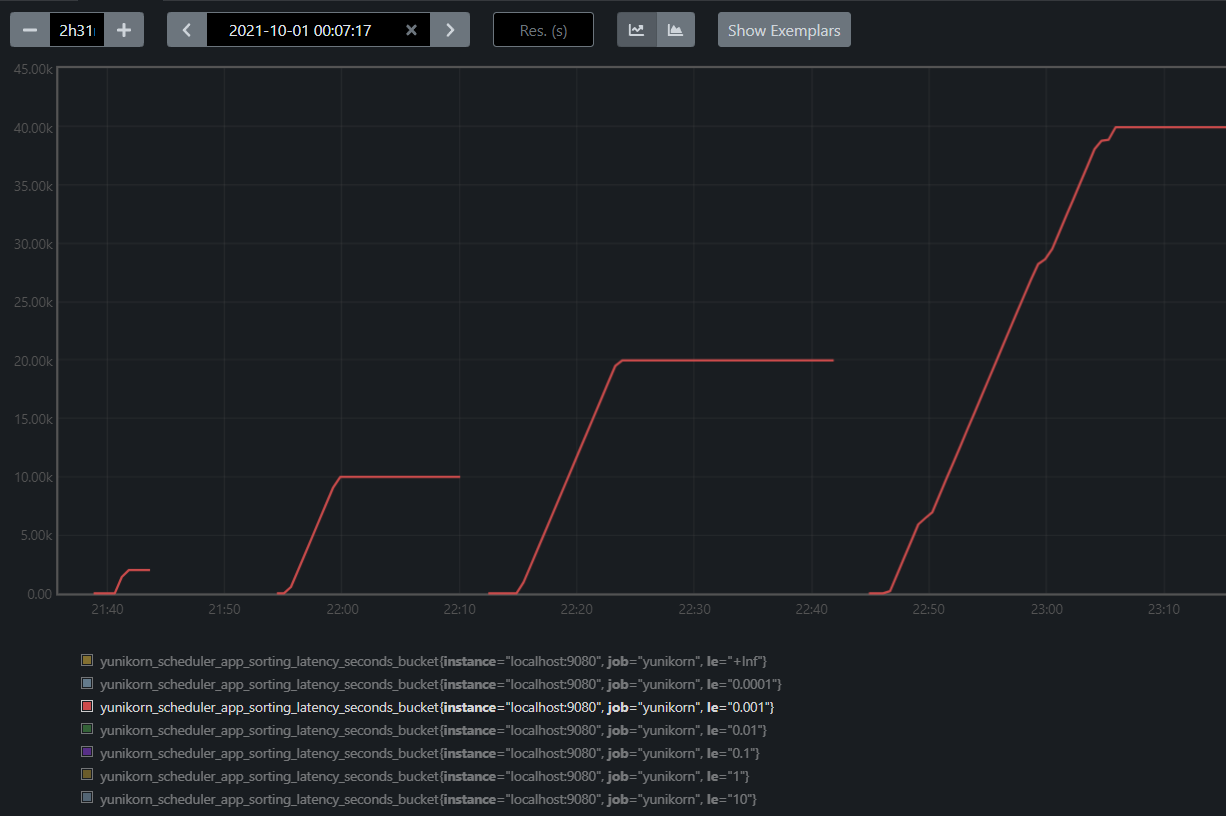 2h31 2021-10-01 00:07:17 Res. (s) Show Exemplars
45.00k
40.00k
35.00k
30.00k
25.00k
20.00k
15.00k
10.00k
5.00k
0.00
21:40 21:50 22:00 22:10 22:20 22:30 22:40 22:50 23:00 23:10
yunikorn_scheduler_app_sorting_latency_seconds_bucket{instance="localhost:9080", job="yunikorn", le="+Inf"}
yunikorn_scheduler_app_sorting_latency_seconds_bucket{instance="localhost:9080", job="yunikorn", le="0.0001"}
yunikorn_scheduler_app_sorting_latency_seconds_bucket{instance="localhost:9080", job="yunikorn", le="0.001"}
yunikorn_scheduler_app_sorting_latency_seconds_bucket{instance="localhost:9080", job="yunikorn", le="0.01"}
yunikorn_scheduler_app_sorting_latency_seconds_bucket{instance="localhost:9080", job="yunikorn", le="0.1"}
yunikorn_scheduler_app_sorting_latency_seconds_bucket{instance="localhost:9080", job="yunikorn", le="1"}
yunikorn_scheduler_app_sorting_latency_seconds_bucket{instance="localhost:9080", job="yunikorn", le="10"}